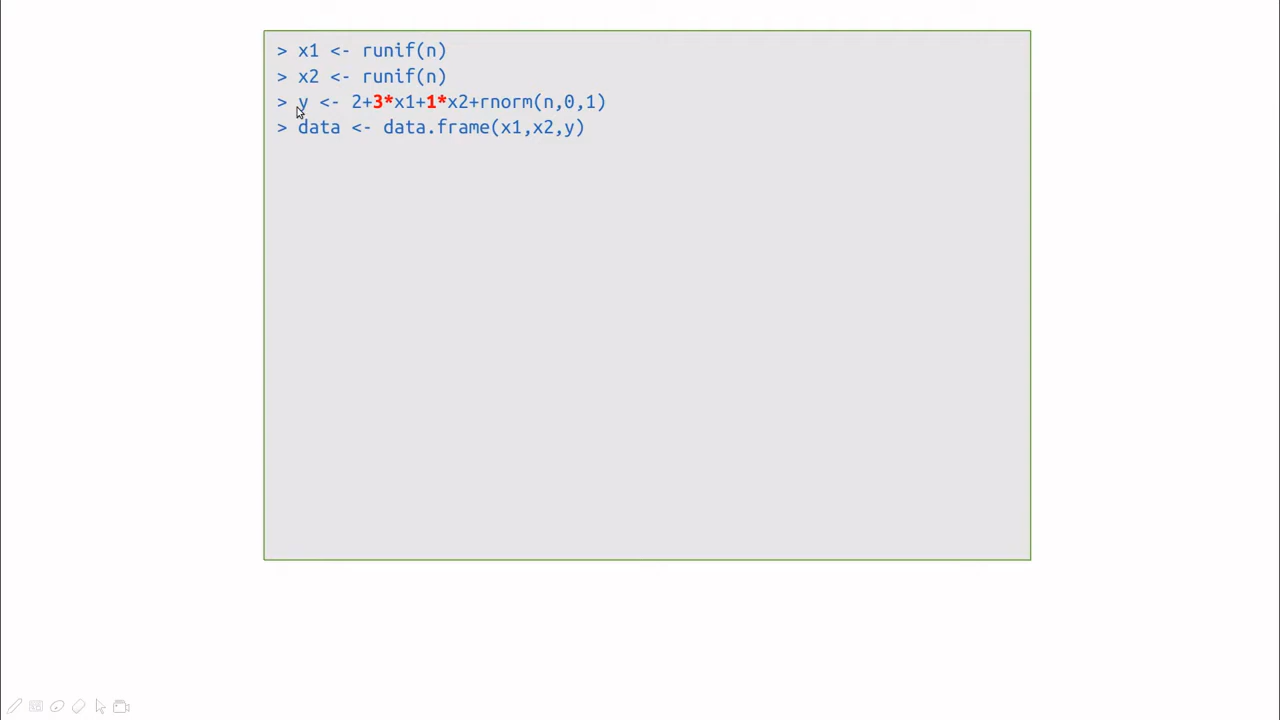 > x1 <- runif(n)
> x2 <- runif(n)
> y <- 2+3*x1+1*x2+rnorm(n,0,1)
> data <- data.frame(x1,x2,y)